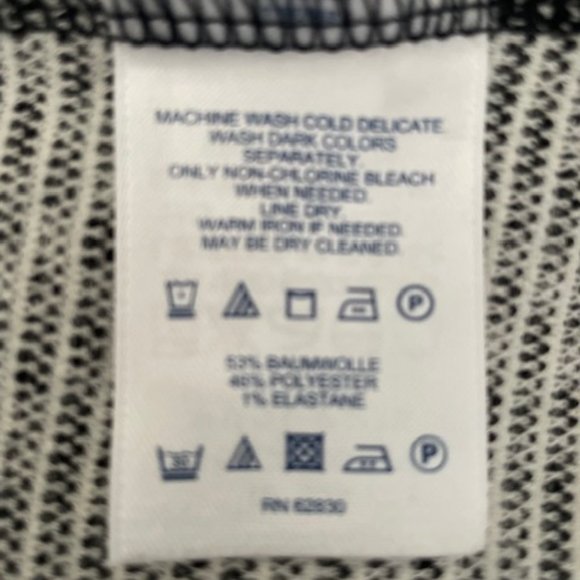 MACHINE WASH COLD DELICATE.
WASH DARK COLORS
SEPARATELY.
ONLY NON-CHLORINE BLEACH
WHEN NEEDED.
LINE DRY.
WARM IRON IF NEEDED.
MAY BE DRY CLEANED.
P
53% BAUMWOLLE
46% POLYESTER
1% ELASTANE
30 P
RN 62830